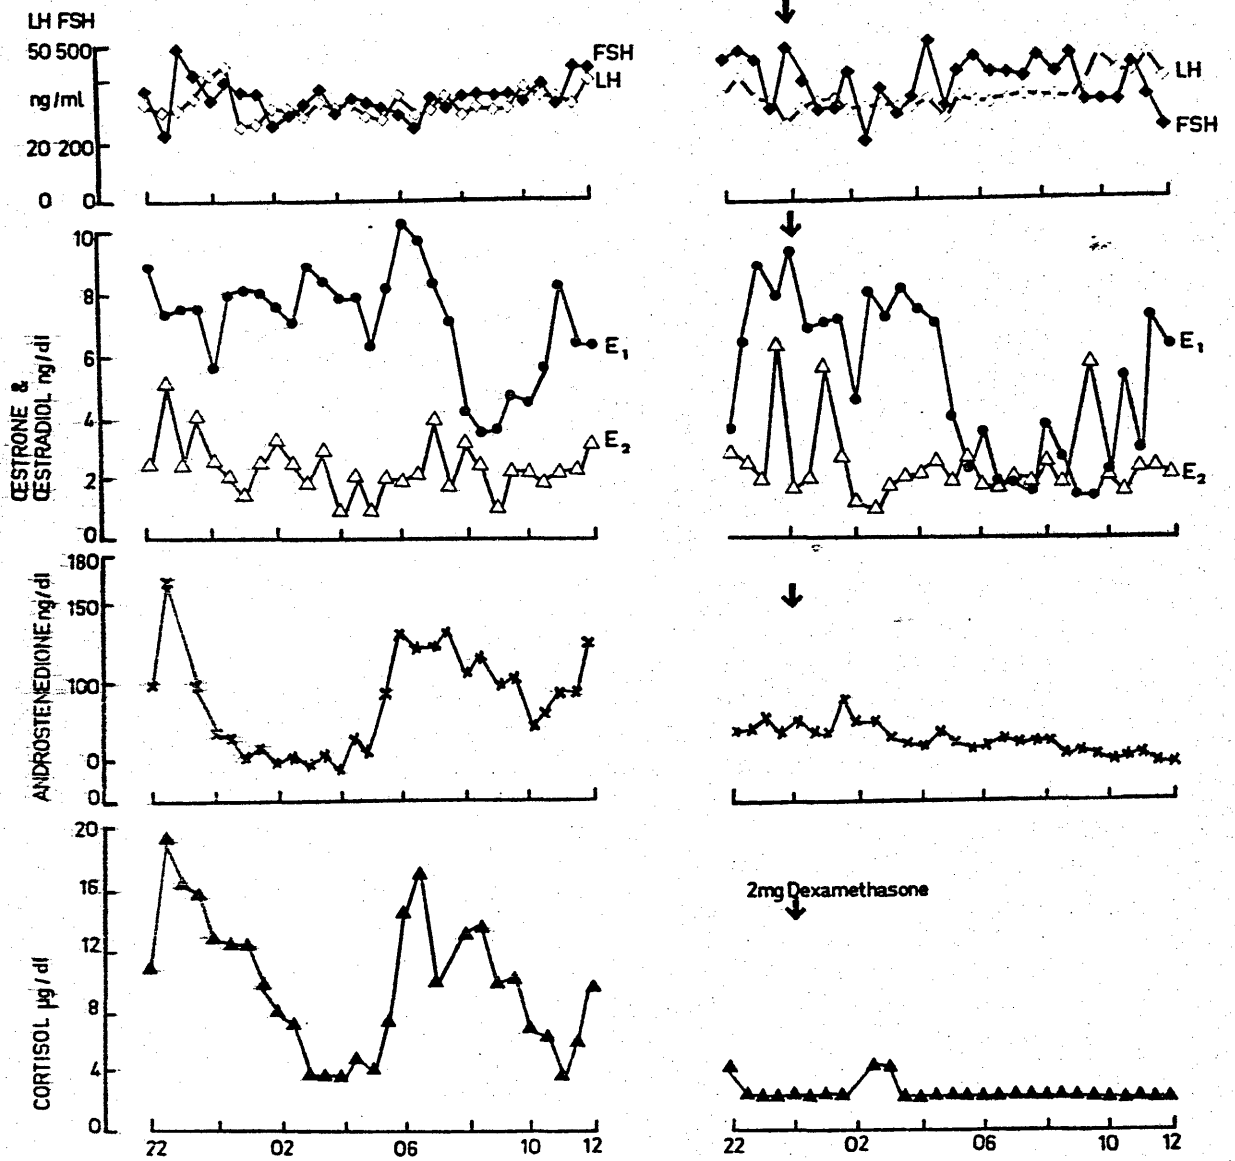 LH FSH
50 500
ng/ml
20 200
0 0
FSH
LH
LH
FSH
ŒSTRONE &
ŒSTRADIOL ng/dl
10
8
6
4
2
0
E1
E2
E1
E2
ANDROSTENEDIONE ng/dl
180
150
100
0
0
CORTISOL µg/dl
20
16
12
8
4
0
2mg Dexamethasone
22 02 06 10 12
22 02 06 10 12